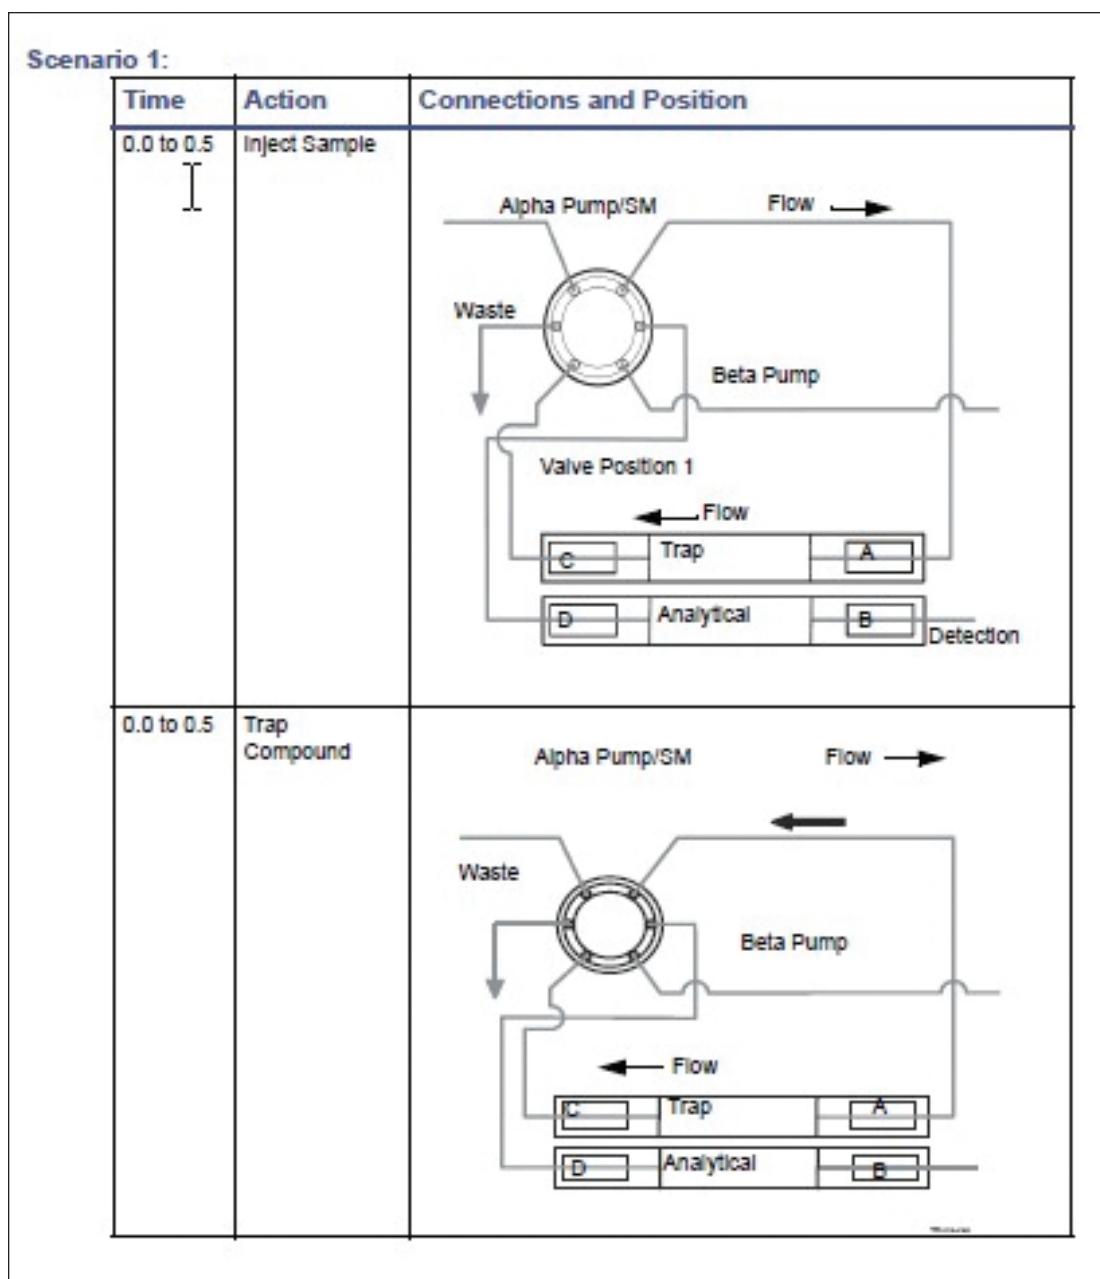 Scenario 1:
Time Action Connections and Position
0.0 to 0.5 Inject Sample
Alpha Pump/SM Flow
Waste
Beta Pump
Valve Position 1
Flow
C Trap A
D Analytical B
Detection
0.0 to 0.5 Trap
Compound
Alpha Pump/SM Flow
Waste
Beta Pump
Flow
C Trap A
D Analytical B